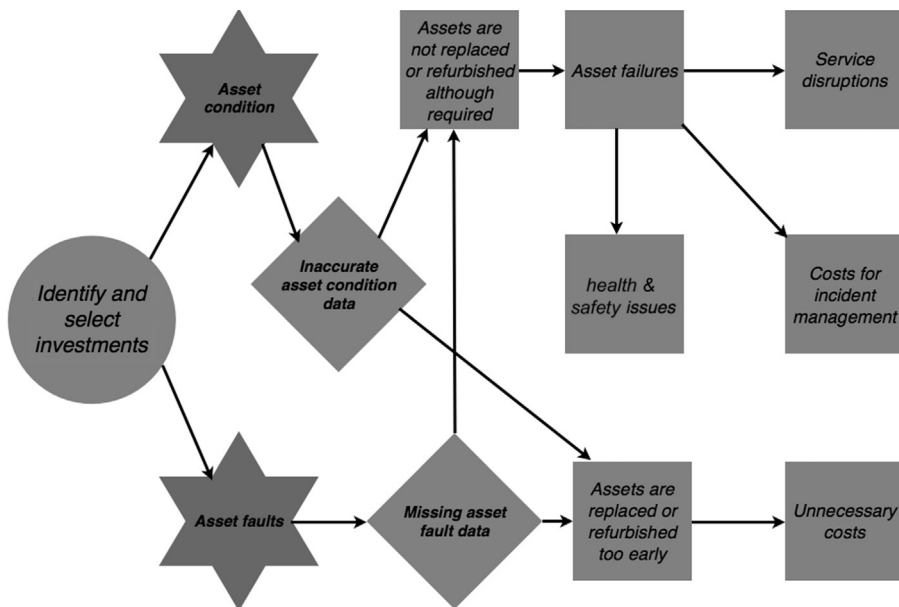 Asset
condition
Assets are
not replaced
or refurbished
although
required
Asset failures
Service
disruptions
Identify and
select
investments
Inaccurate
asset condition
data
health &
safety issues
Costs for
incident
management
Asset faults
Missing asset
fault data
Assets are
replaced or
refurbished
too early
Unnecessary
costs